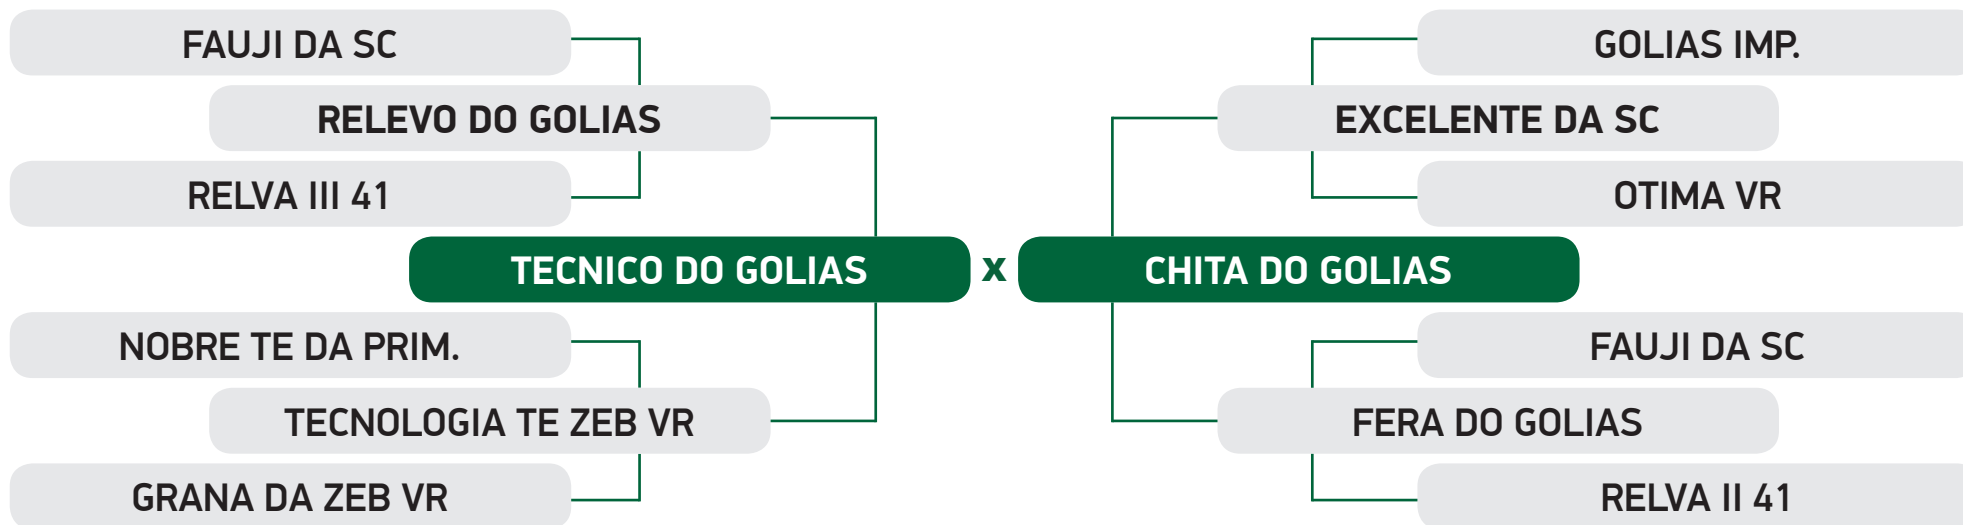 FAUJI DA SC
GOLIAS IMP.
RELEVO DO GOLIAS
EXCELENTE DA SC
RELVA III 41
OTIMA VR
TECNICO DO GOLIAS x CHITA DO GOLIAS
NOBRE TE DA PRIM.
FAUJI DA SC
TECNOLOGIA TE ZEB VR
FERA DO GOLIAS
GRANA DA ZEB VR
RELVA II 41